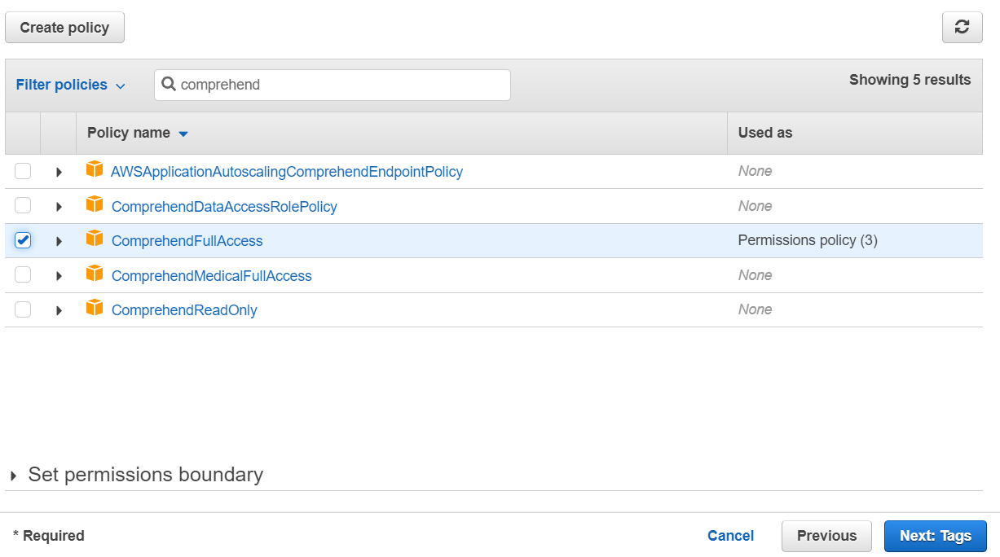 Create policy
Filter policies
comprehend
Showing 5 results
Policy name
Used as
AWSApplicationAutoscalingComprehendEndpointPolicy
None
ComprehendDataAccessRolePolicy
None
ComprehendFullAccess
Permissions policy (3)
ComprehendMedicalFullAccess
None
ComprehendReadOnly
None
Set permissions boundary
* Required
Cancel
Previous
Next: Tags